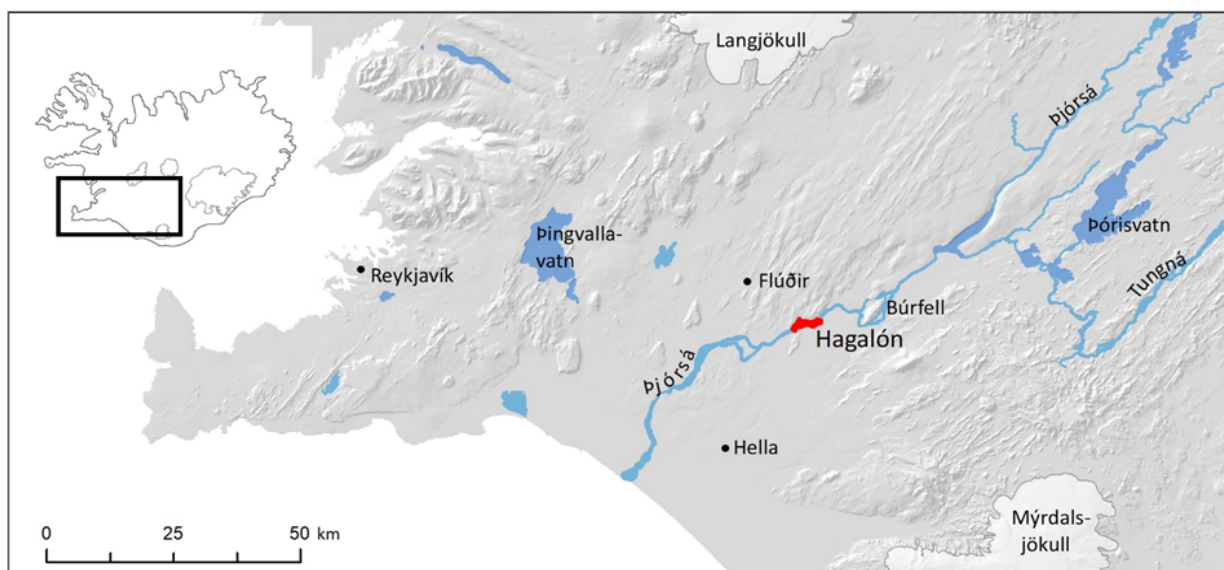 Langjökull
Þjórsá
Þingvalla-
vatn
Þórisvatn
Reykjavík
Flúðir
Tungná
Búrfell
Hagalón
Þjórsá
Hella
Mýrdals-
jökull
0 25 50 km